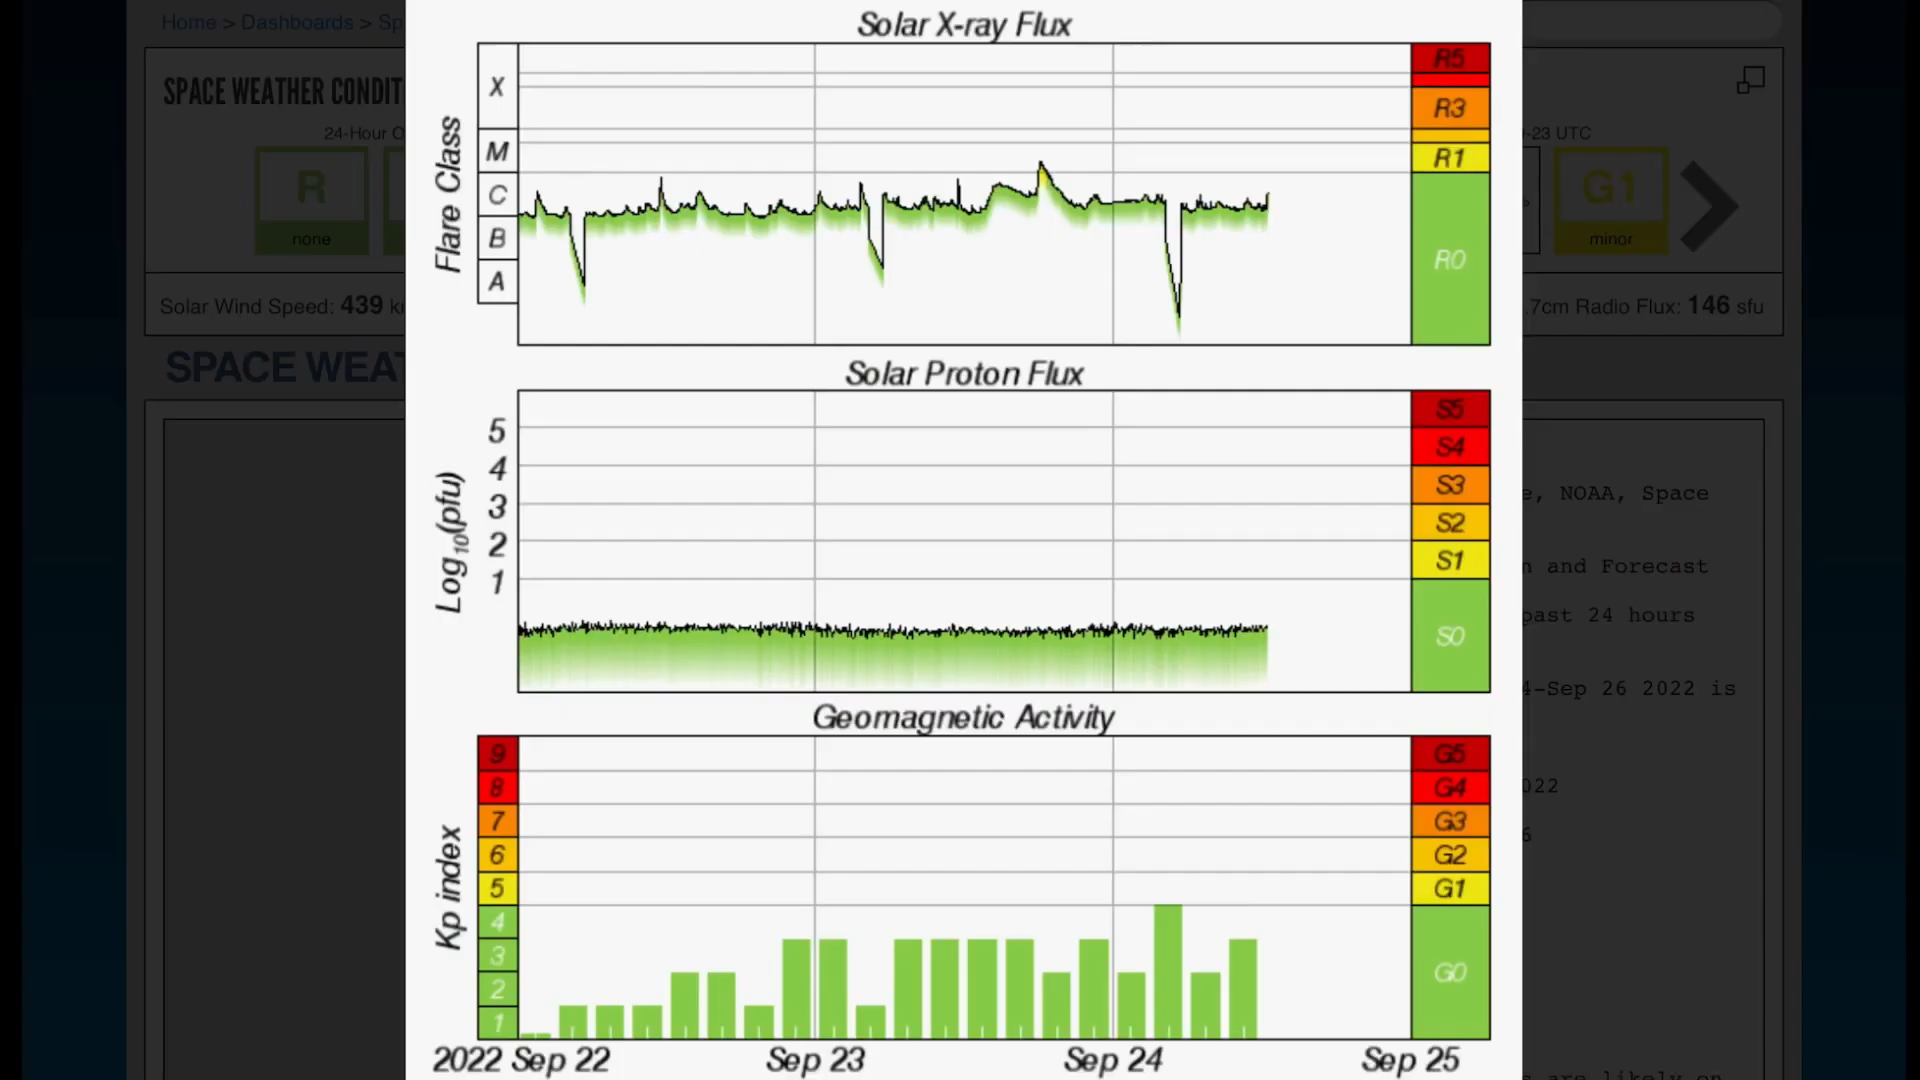 Home > Dashboards > Sp
SPACE WEATHER CONDIT
24-Hour O
-23 UTC
R
none
G1
minor
Solar Wind Speed: 439
7cm Radio Flux: 146 sfu
SPACE WEAT
e, NOAA, Space
n and Forecast
past 24 hours
4-Sep 26 2022 is
022
6
s are likely on
Solar X-ray Flux
Flare Class
X
M
C
B
A
R5
R3
R1
R0
Solar Proton Flux
Log10(pfu)
5
4
3
2
1
S5
S4
S3
S2
S1
S0
Geomagnetic Activity
Kp index
9
8
7
6
5
4
3
2
1
G5
G4
G3
G2
G1
G0
2022 Sep 22
Sep 23
Sep 24
Sep 25